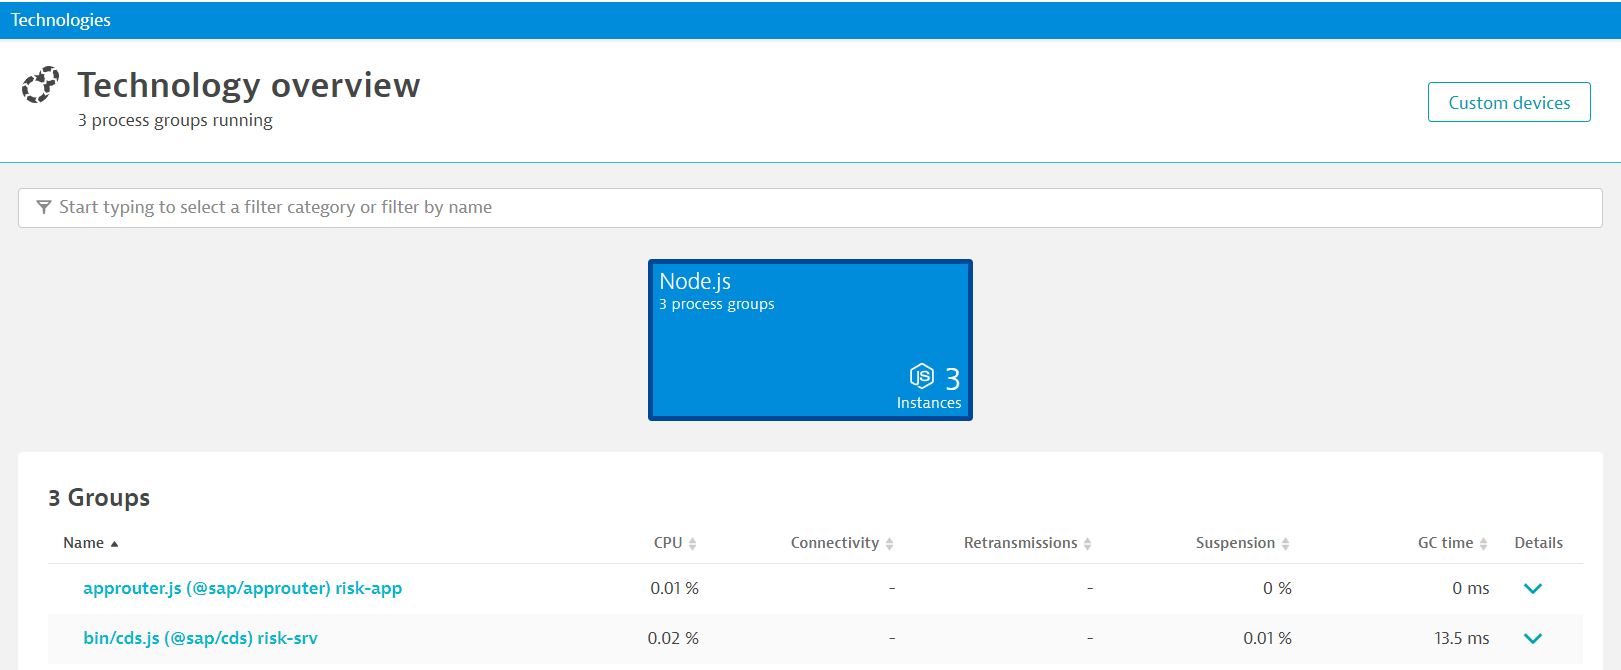 Technologies
Technology overview
3 process groups running
Custom devices
Start typing to select a filter category or filter by name
Node.js
3 process groups
JS 3
Instances
3 Groups
Name CPU Connectivity Retransmissions Suspension GC time Details
approuter.js (@sap/approuter) risk-app 0.01 % - - 0 % 0 ms
bin/cds.js (@sap/cds) risk-srv 0.02 % - - 0.01 % 13.5 ms